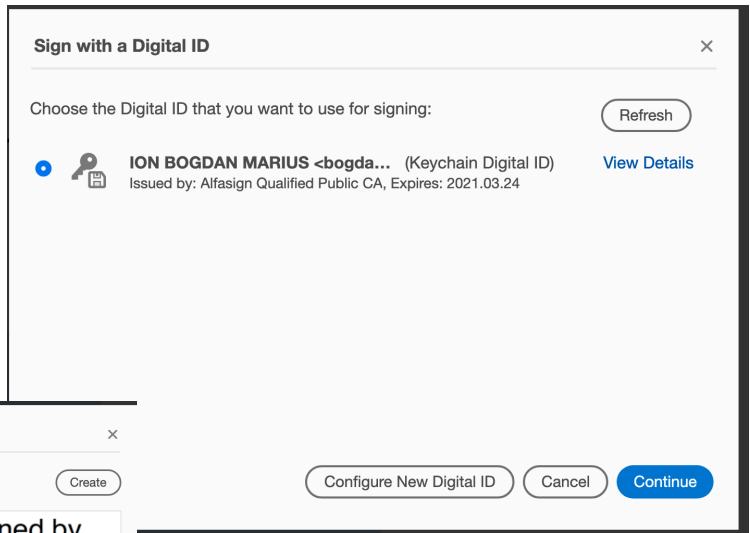 Sign with a Digital ID
Choose the Digital ID that you want to use for signing:
Refresh
ION BOGDAN MARIUS <bogda... (Keychain Digital ID)
View Details
Issued by: Alfasign Qualified Public CA, Expires: 2021.03.24
Create
Configure New Digital ID
Cancel
Continue
ned by